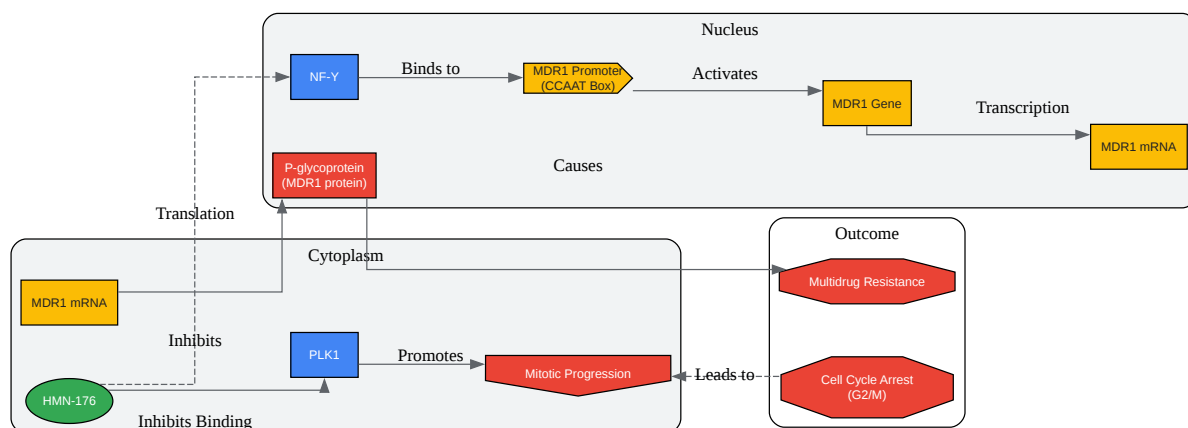 Nucleus
NF-Y
Binds to
MDR1 Promoter
(CCAAT Box)
Activates
MDR1 Gene
Transcription
MDR1 mRNA
P-glycoprotein
(MDR1 protein)
Causes
Translation
Cytoplasm
Outcome
MDR1 mRNA
Multidrug Resistance
Inhibits
PLK1
Promotes
Mitotic Progression
Leads to
Cell Cycle Arrest
(G2/M)
HMN-176
Inhibits Binding